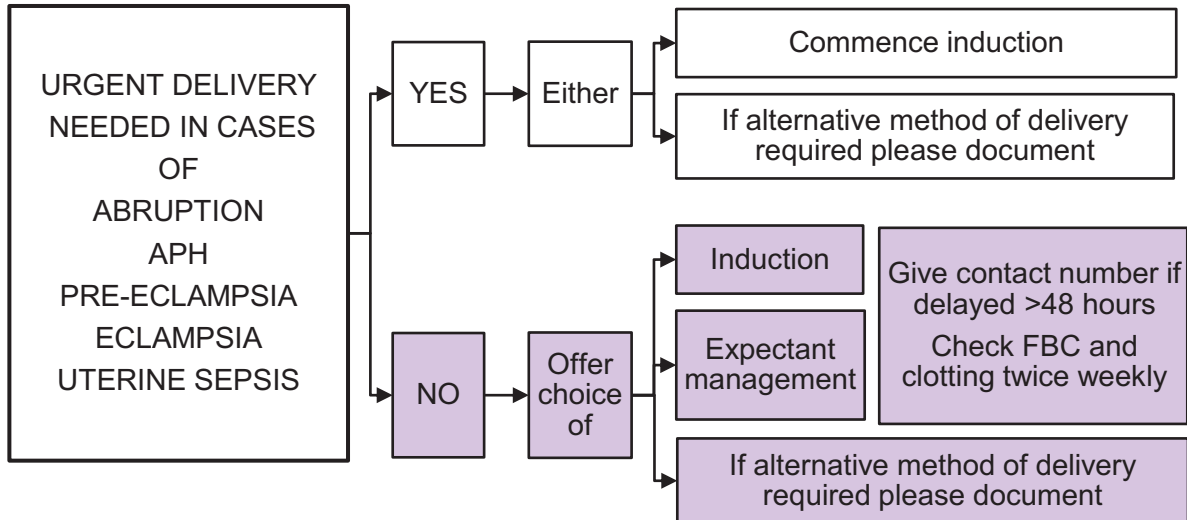 URGENT DELIVERY
NEEDED IN CASES
OF
ABRUPTION
APH
PRE-ECLAMPSIA
ECLAMPSIA
UTERINE SEPSIS
YES
Either
Commence induction
If alternative method of delivery
required please document
NO
Offer
choice
of
Induction
Expectant
management
Give contact number if
delayed >48 hours
Check FBC and
clotting twice weekly
If alternative method of delivery
required please document